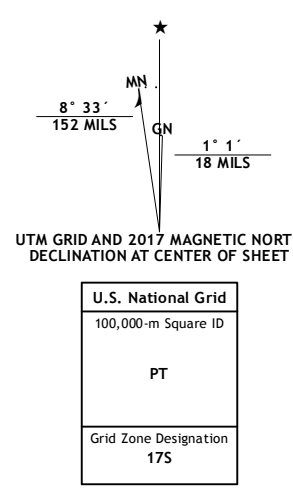 ★
MN
8° 33´
152 MILS
GN
1° 1´
18 MILS
UTM GRID AND 2017 MAGNETIC NORT
DECLINATION AT CENTER OF SHEET
U.S. National Grid
100,000-m Square ID
PT
Grid Zone Designation
17S